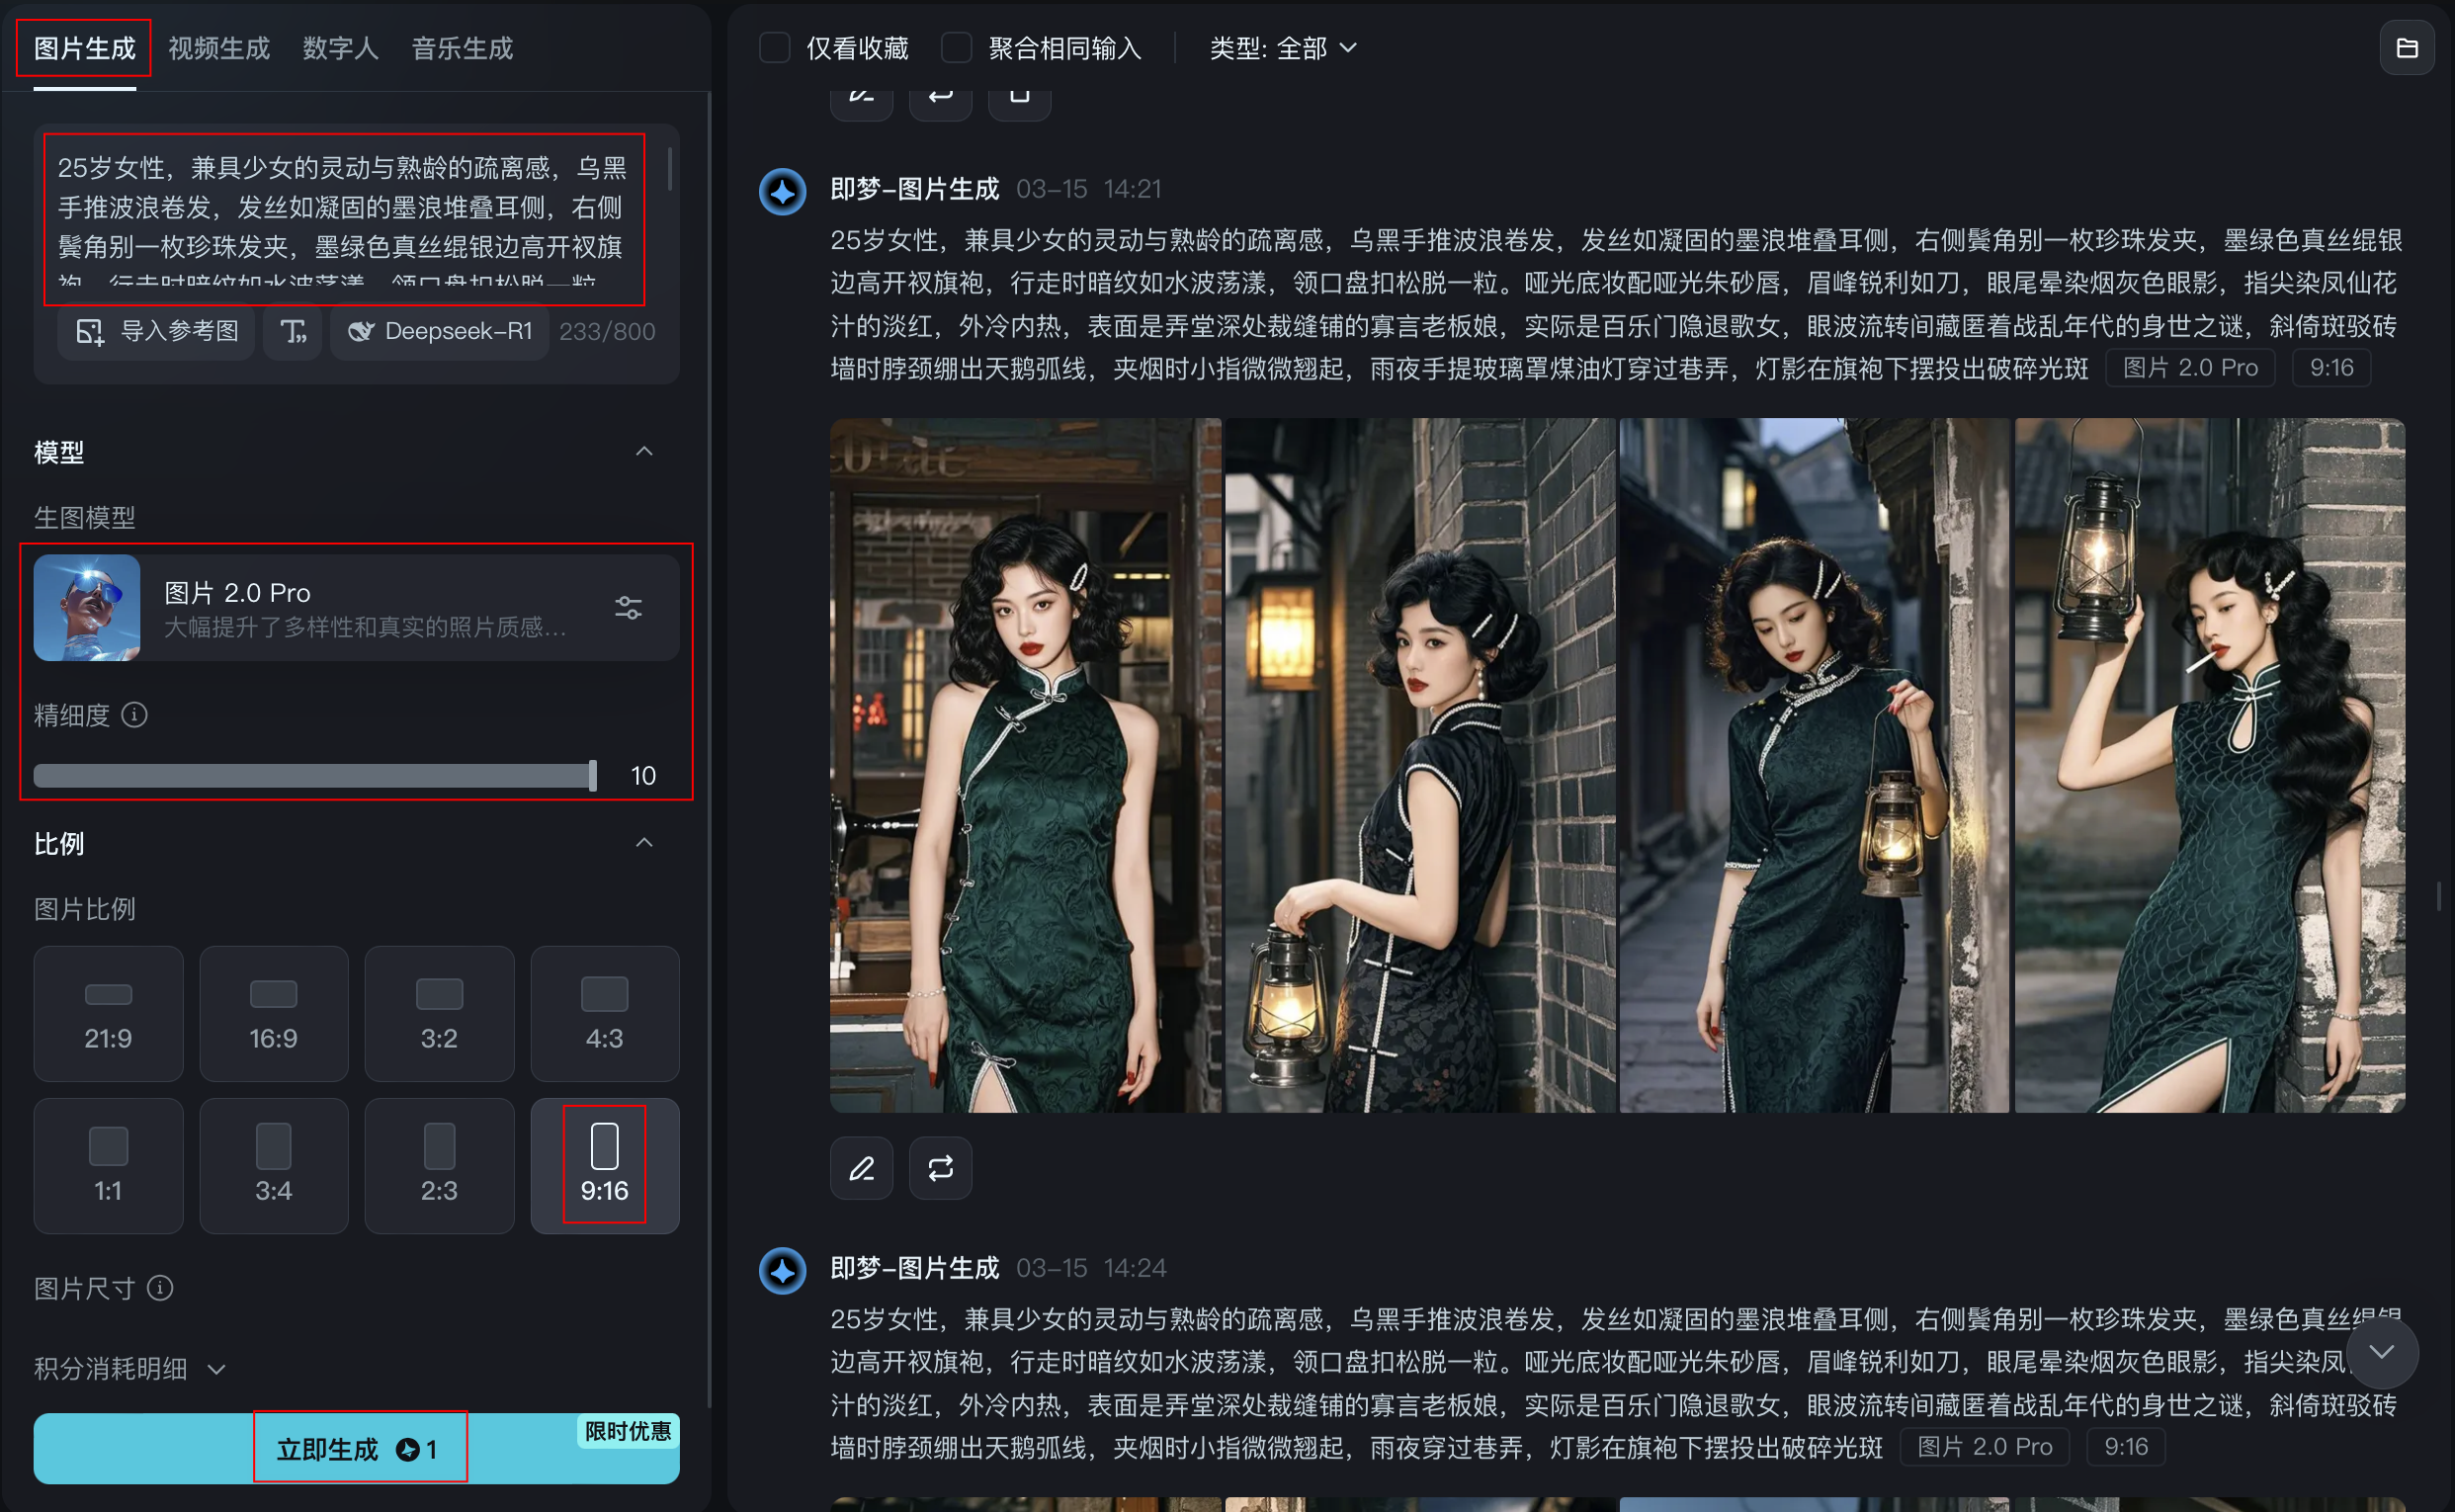 图片生成 视频生成 数字人 音乐生成
25岁女性，兼具少女的灵动与熟龄的疏离感，乌黑
手推波浪卷发，发丝如凝固的墨浪堆叠耳侧，右侧
鬓角别一枚珍珠发夹，墨绿色真丝绲银边高开衩旗
袍，行走时暗纹如水波荡漾，领口盘扣松脱一粒
导入参考图 Deepseek-R1 233/800
模型
生图模型
图片 2.0 Pro
大幅提升了多样性和真实的照片质感...
精细度
10
比例
图片比例
21:9 16:9 3:2 4:3
1:1 3:4 2:3 9:16
图片尺寸
积分消耗明细
限时优惠
立即生成 1
仅看收藏 聚合相同输入 类型: 全部
即梦-图片生成 03-15 14:21
25岁女性，兼具少女的灵动与熟龄的疏离感，乌黑手推波浪卷发，发丝如凝固的墨浪堆叠耳侧，右侧鬓角别一枚珍珠发夹，墨绿色真丝绲银
边高开衩旗袍，行走时暗纹如水波荡漾，领口盘扣松脱一粒。哑光底妆配哑光朱砂唇，眉峰锐利如刀，眼尾晕染烟灰色眼影，指尖染凤仙花
汁的淡红，外冷内热，表面是弄堂深处裁缝铺的寡言老板娘，实际是百乐门隐退歌女，眼波流转间藏匿着战乱年代的身世之谜，斜倚斑驳砖
墙时脖颈绷出天鹅弧线，夹烟时小指微微翘起，雨夜手提玻璃罩煤油灯穿过巷弄，灯影在旗袍下摆投出破碎光斑 图片 2.0 Pro 9:16
即梦-图片生成 03-15 14:24
25岁女性，兼具少女的灵动与熟龄的疏离感，乌黑手推波浪卷发，发丝如凝固的墨浪堆叠耳侧，右侧鬓角别一枚珍珠发夹，墨绿色真丝绲银
边高开衩旗袍，行走时暗纹如水波荡漾，领口盘扣松脱一粒。哑光底妆配哑光朱砂唇，眉峰锐利如刀，眼尾晕染烟灰色眼影，指尖染凤
汁的淡红，外冷内热，表面是弄堂深处裁缝铺的寡言老板娘，实际是百乐门隐退歌女，眼波流转间藏匿着战乱年代的身世之谜，斜倚斑驳砖
墙时脖颈绷出天鹅弧线，夹烟时小指微微翘起，雨夜穿过巷弄，灯影在旗袍下摆投出破碎光斑 图片 2.0 Pro 9:16